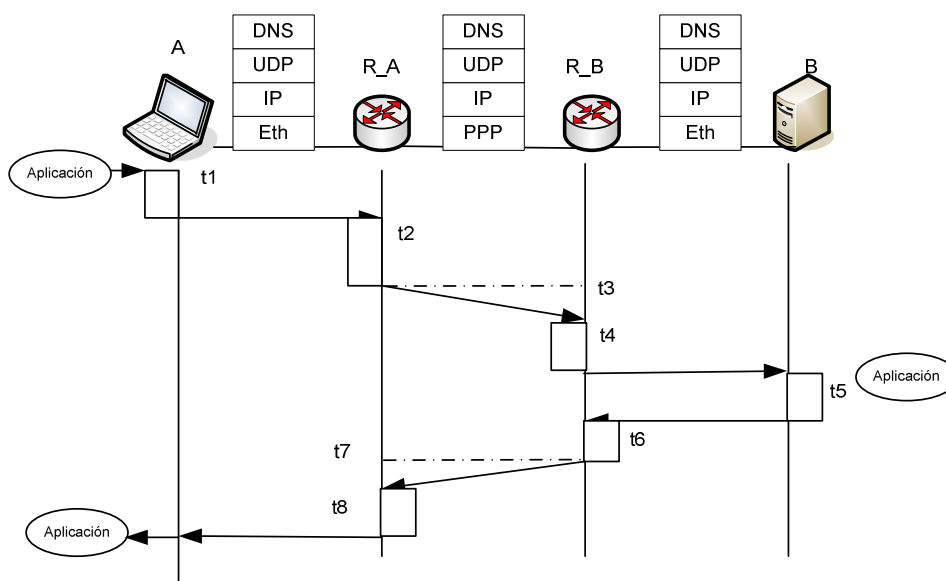 DNS
DNS
DNS
A
UDP
R_A
UDP
R_B
UDP
B
IP
IP
IP
Eth
PPP
Eth
Aplicación
t1
t2
t3
t4
Aplicación
t5
t6
t7
t8
Aplicación